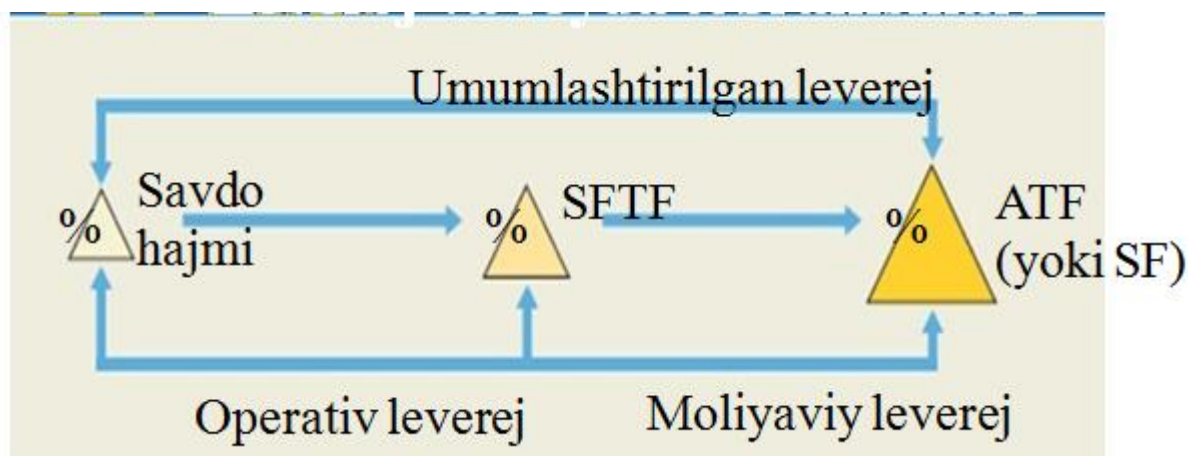 Umumlashtirilgan leverej
% Savdo hajmi
% SFTF
% ATF
(yoki SF)
Operativ leverej
Moliyaviy leverej